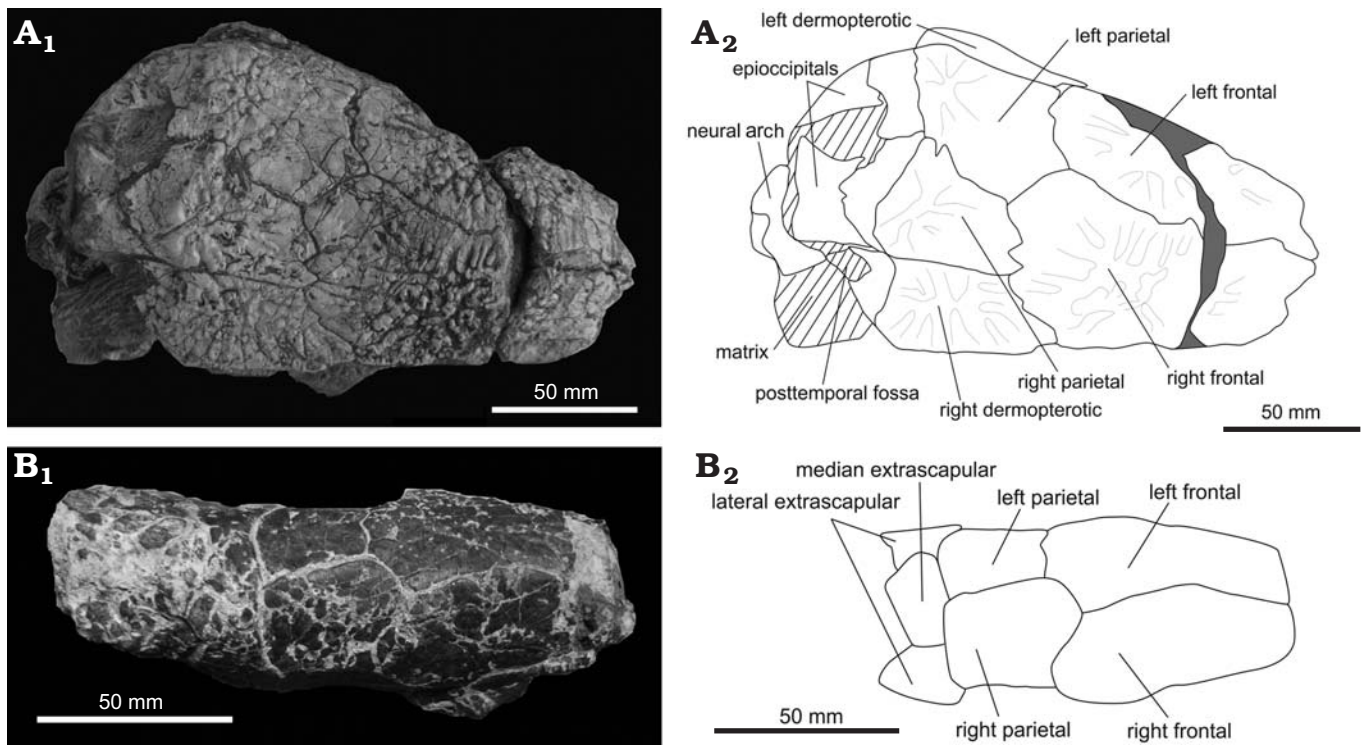 A1
50 mm
A2
left dermopterotic
left parietal
epioccipitals
left frontal
neural arch
matrix
posttemporal fossa
right parietal
right frontal
right dermopterotic
50 mm
B1
50 mm
B2
median extrascapular
lateral extrascapular
left parietal
left frontal
50 mm
right parietal
right frontal